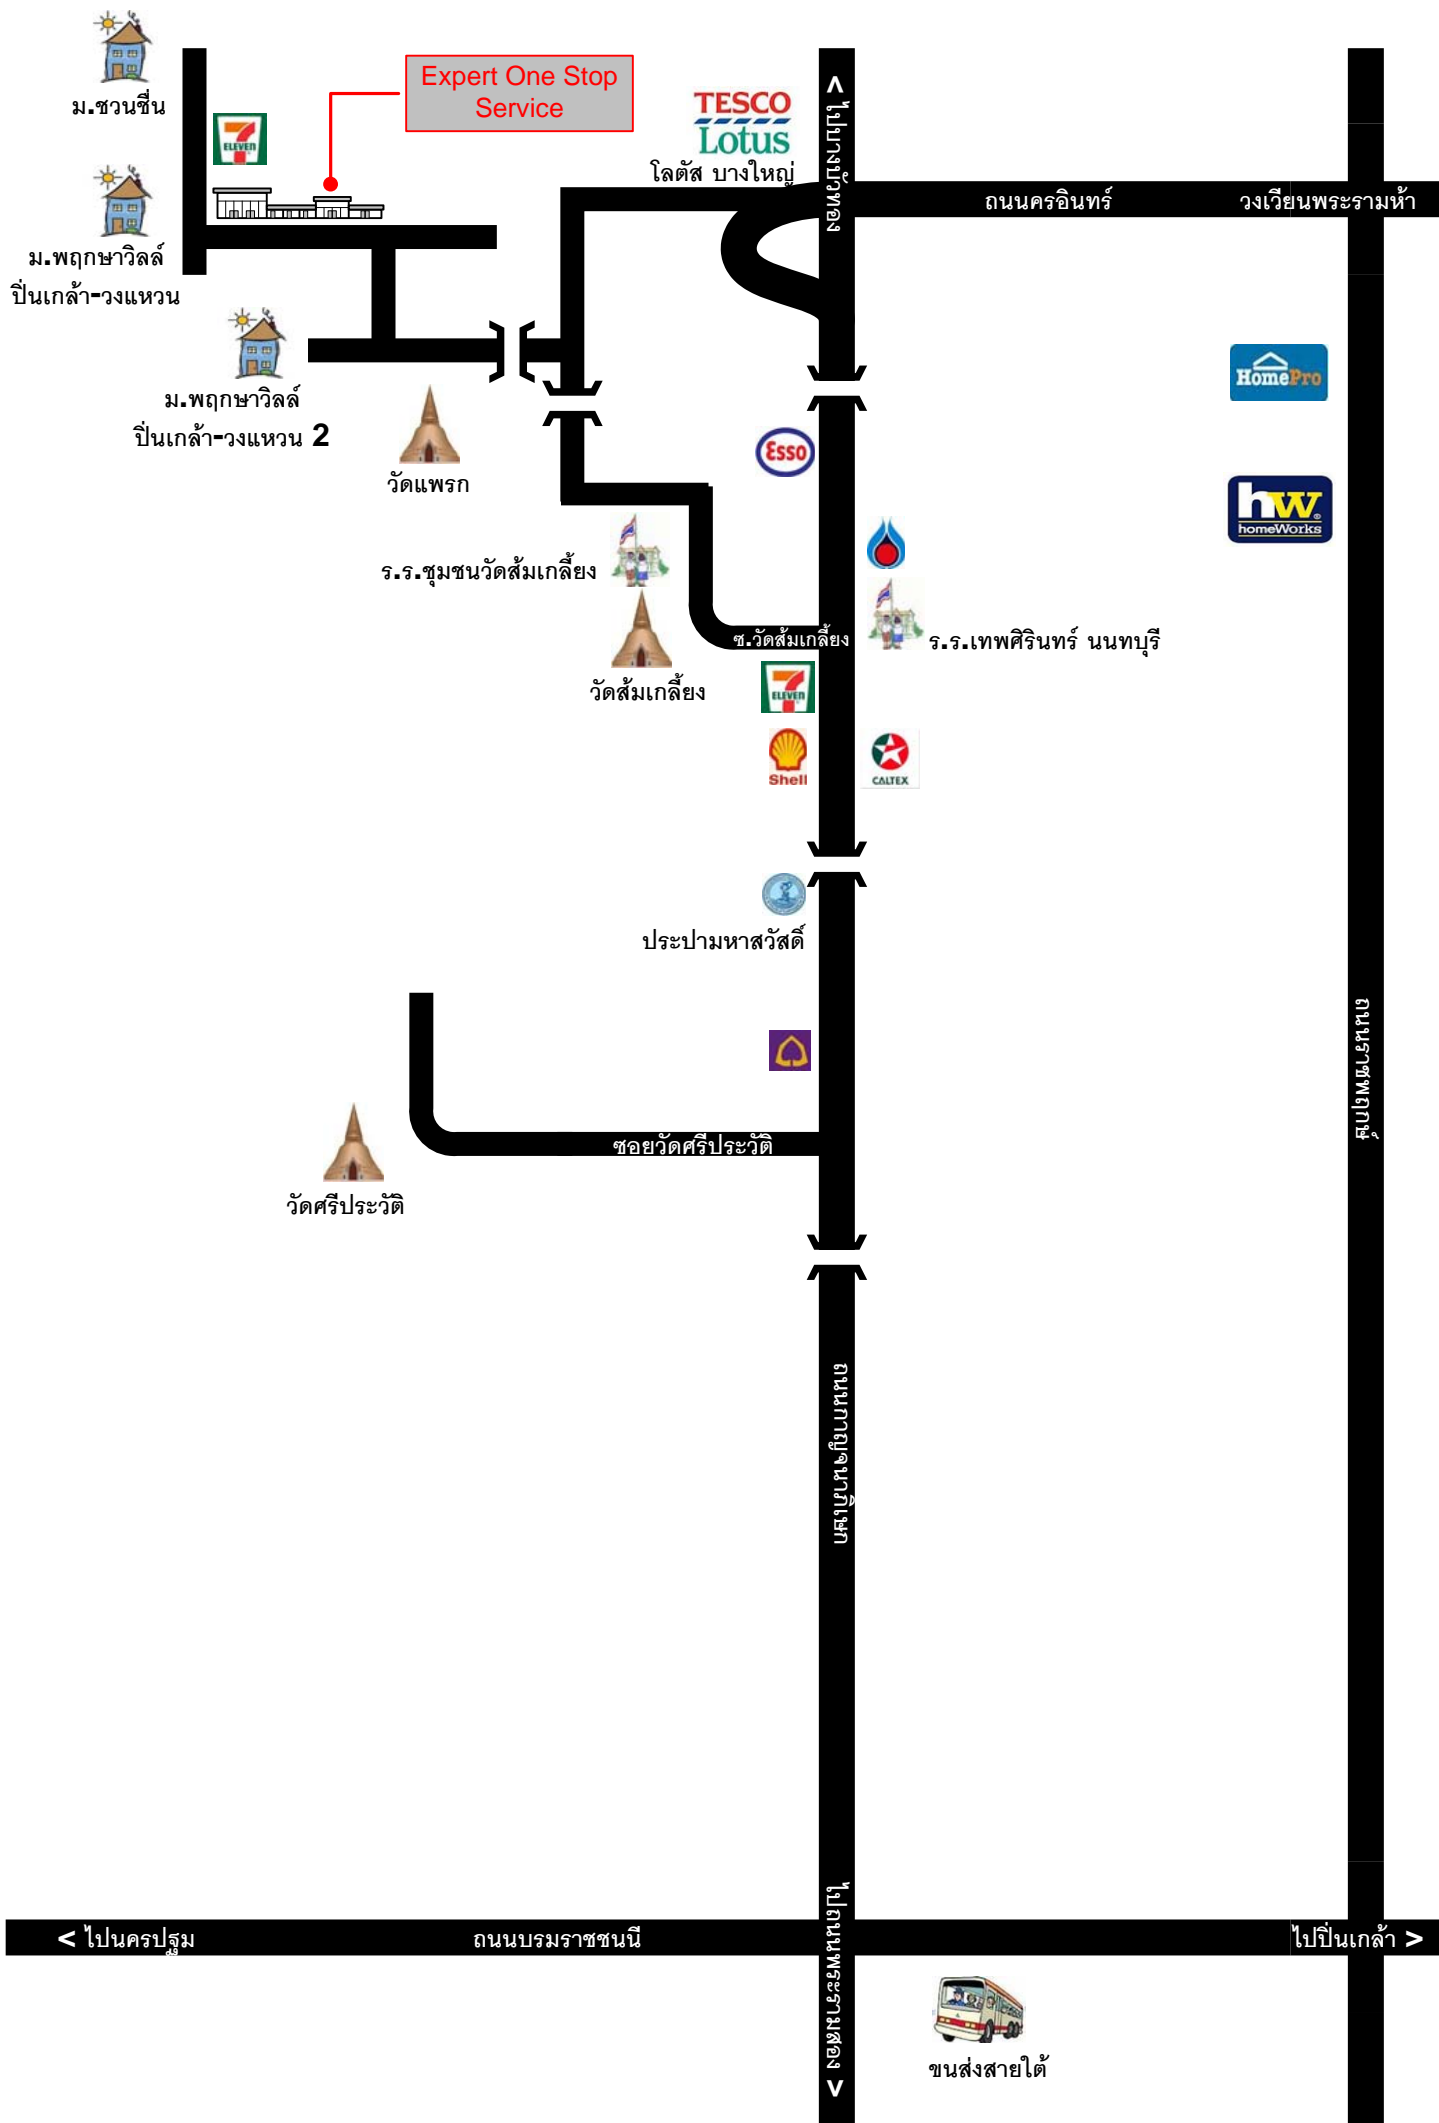 ม.ชวนชื่น
Expert One Stop
Service
7
ELEVEN
TESCO
Lotus
โลตัส บางใหญ่
< ไปบางบัวทอง
ถนนครอินทร์
วงเวียนพระรามห้า
ม.พฤกษาวิลล์
ปิ่นเกล้า-วงแหวน
ม.พฤกษาวิลล์
ปิ่นเกล้า-วงแหวน 2
วัดแพรก
HomePro
Esso
hw
homeWorks
ร.ร.ชุมชนวัดส้มเกลี้ยง
ซ.วัดส้มเกลี้ยง
ร.ร.เทพศิรินทร์ นนทบุรี
วัดส้มเกลี้ยง
7
ELEVEN
Shell
CALTEX
ประปามหาสวัสดิ์
ถนนราชพฤกษ์
ซอยวัดศรีประวัติ
วัดศรีประวัติ
ถนนกาญจนาภิเษก
< ไปนครปฐม
ถนนบรมราชชนนี
ไปถนนพระรามสอง >
ไปปิ่นเกล้า >
ขนส่งสายใต้